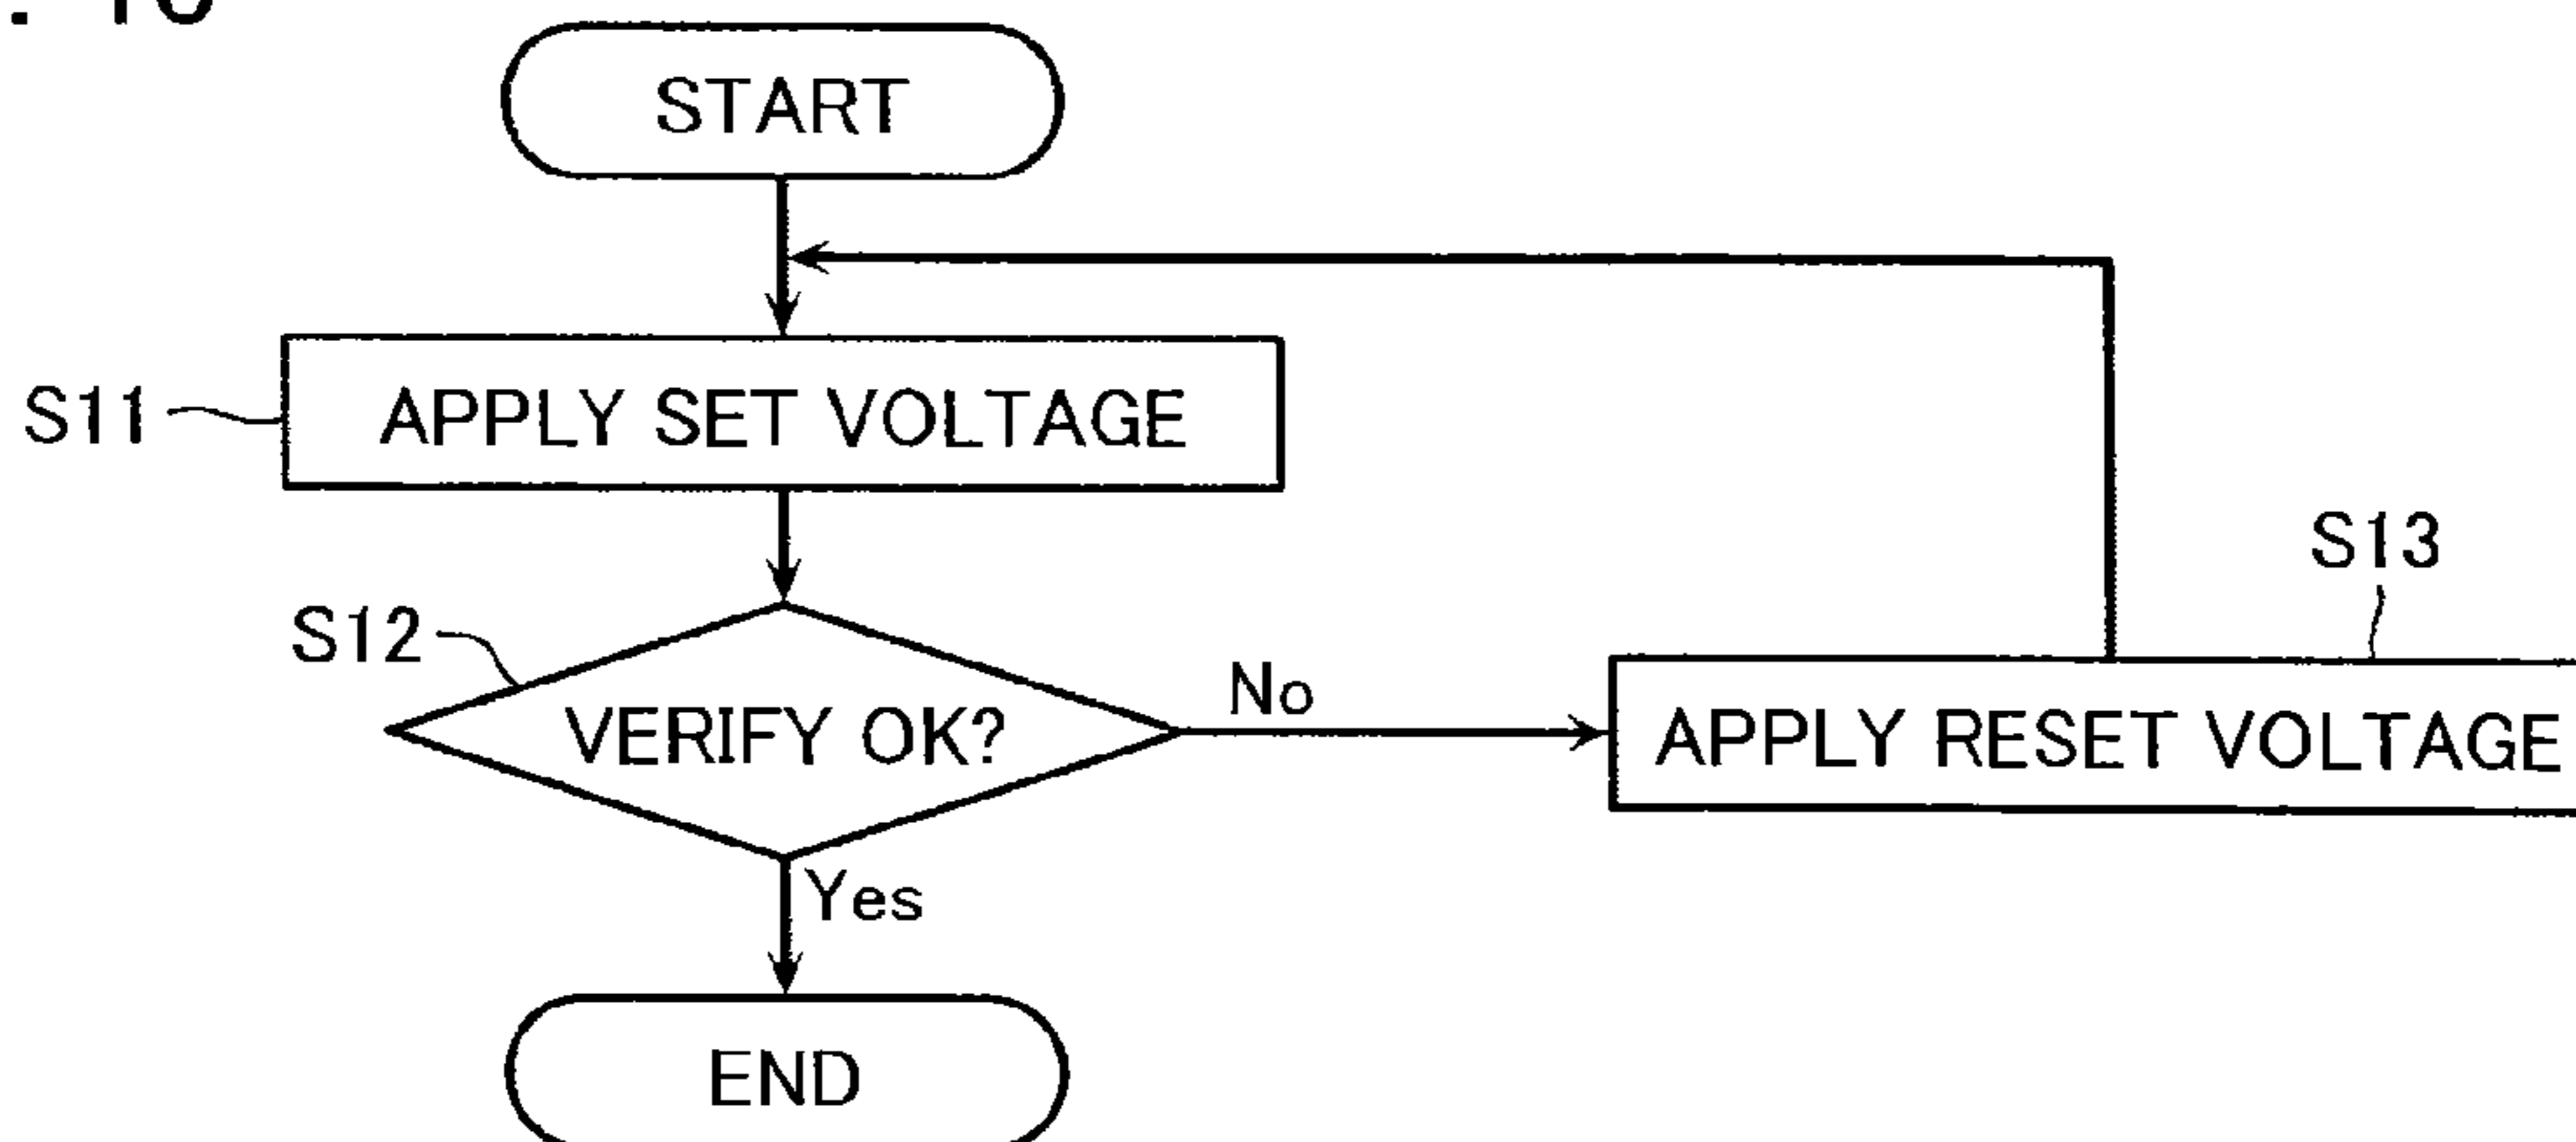 START
S11
APPLY SET VOLTAGE
S13
S12
No
VERIFY OK?
APPLY RESET VOLTAGE
Yes
END